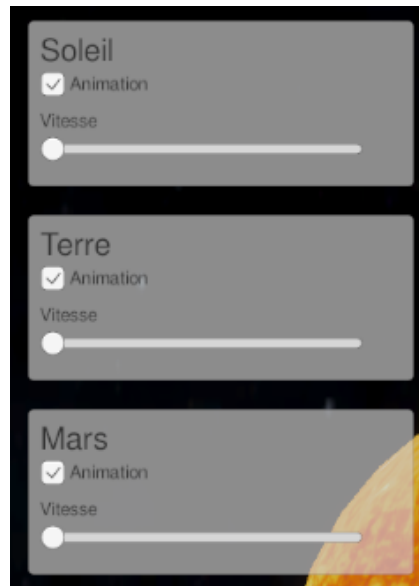 Soleil
Animation
Vitesse
Terre
Animation
Vitesse
Mars
Animation
Vitesse